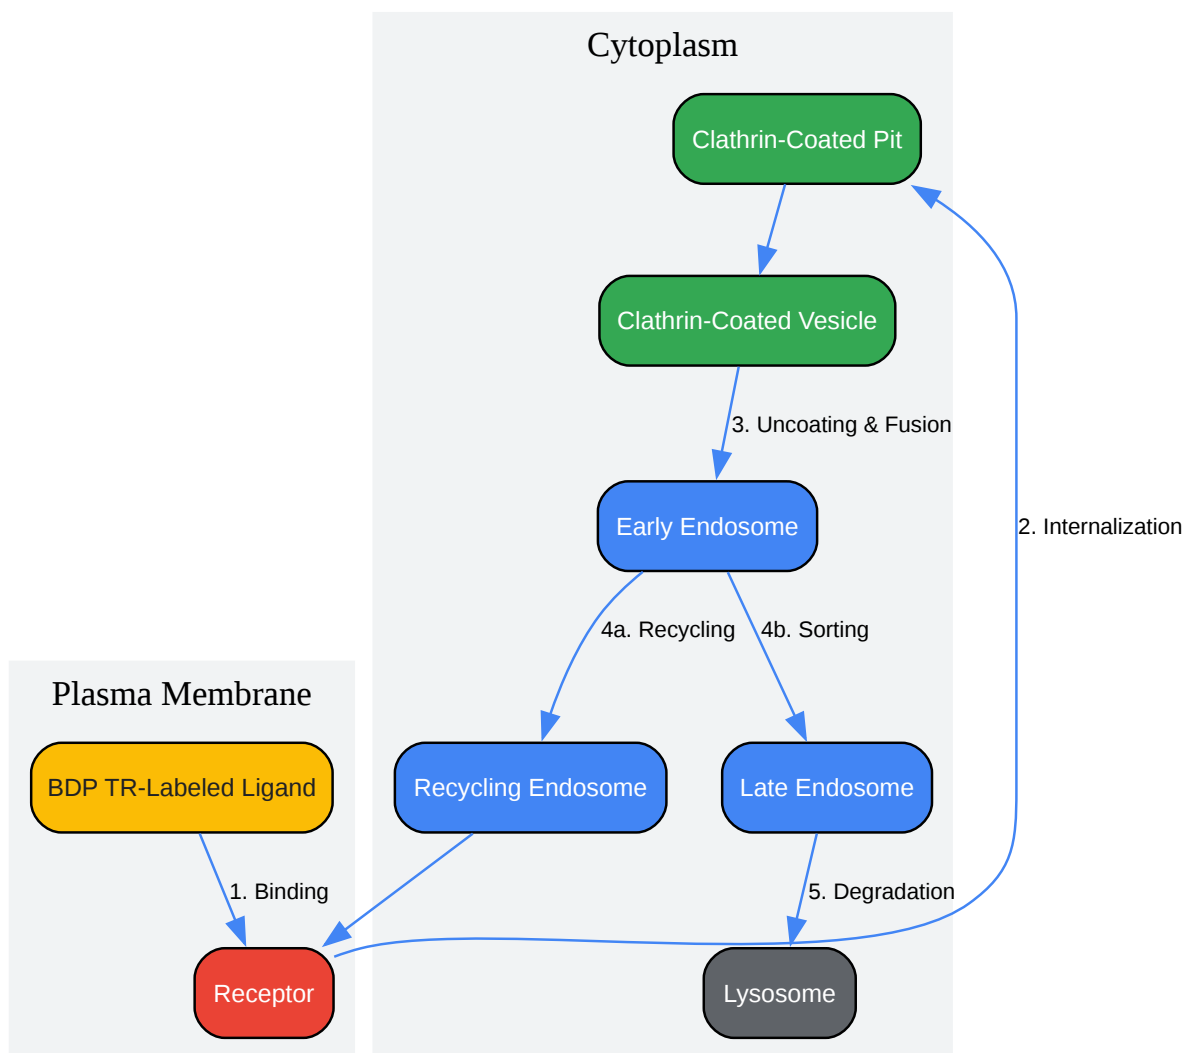 Cytoplasm
Clathrin-Coated Pit
Clathrin-Coated Vesicle
3. Uncoating & Fusion
Early Endosome
2. Internalization
4a. Recycling
4b. Sorting
Plasma Membrane
BDP TR-Labeled Ligand
Recycling Endosome
Late Endosome
1. Binding
5. Degradation
Receptor
Lysosome